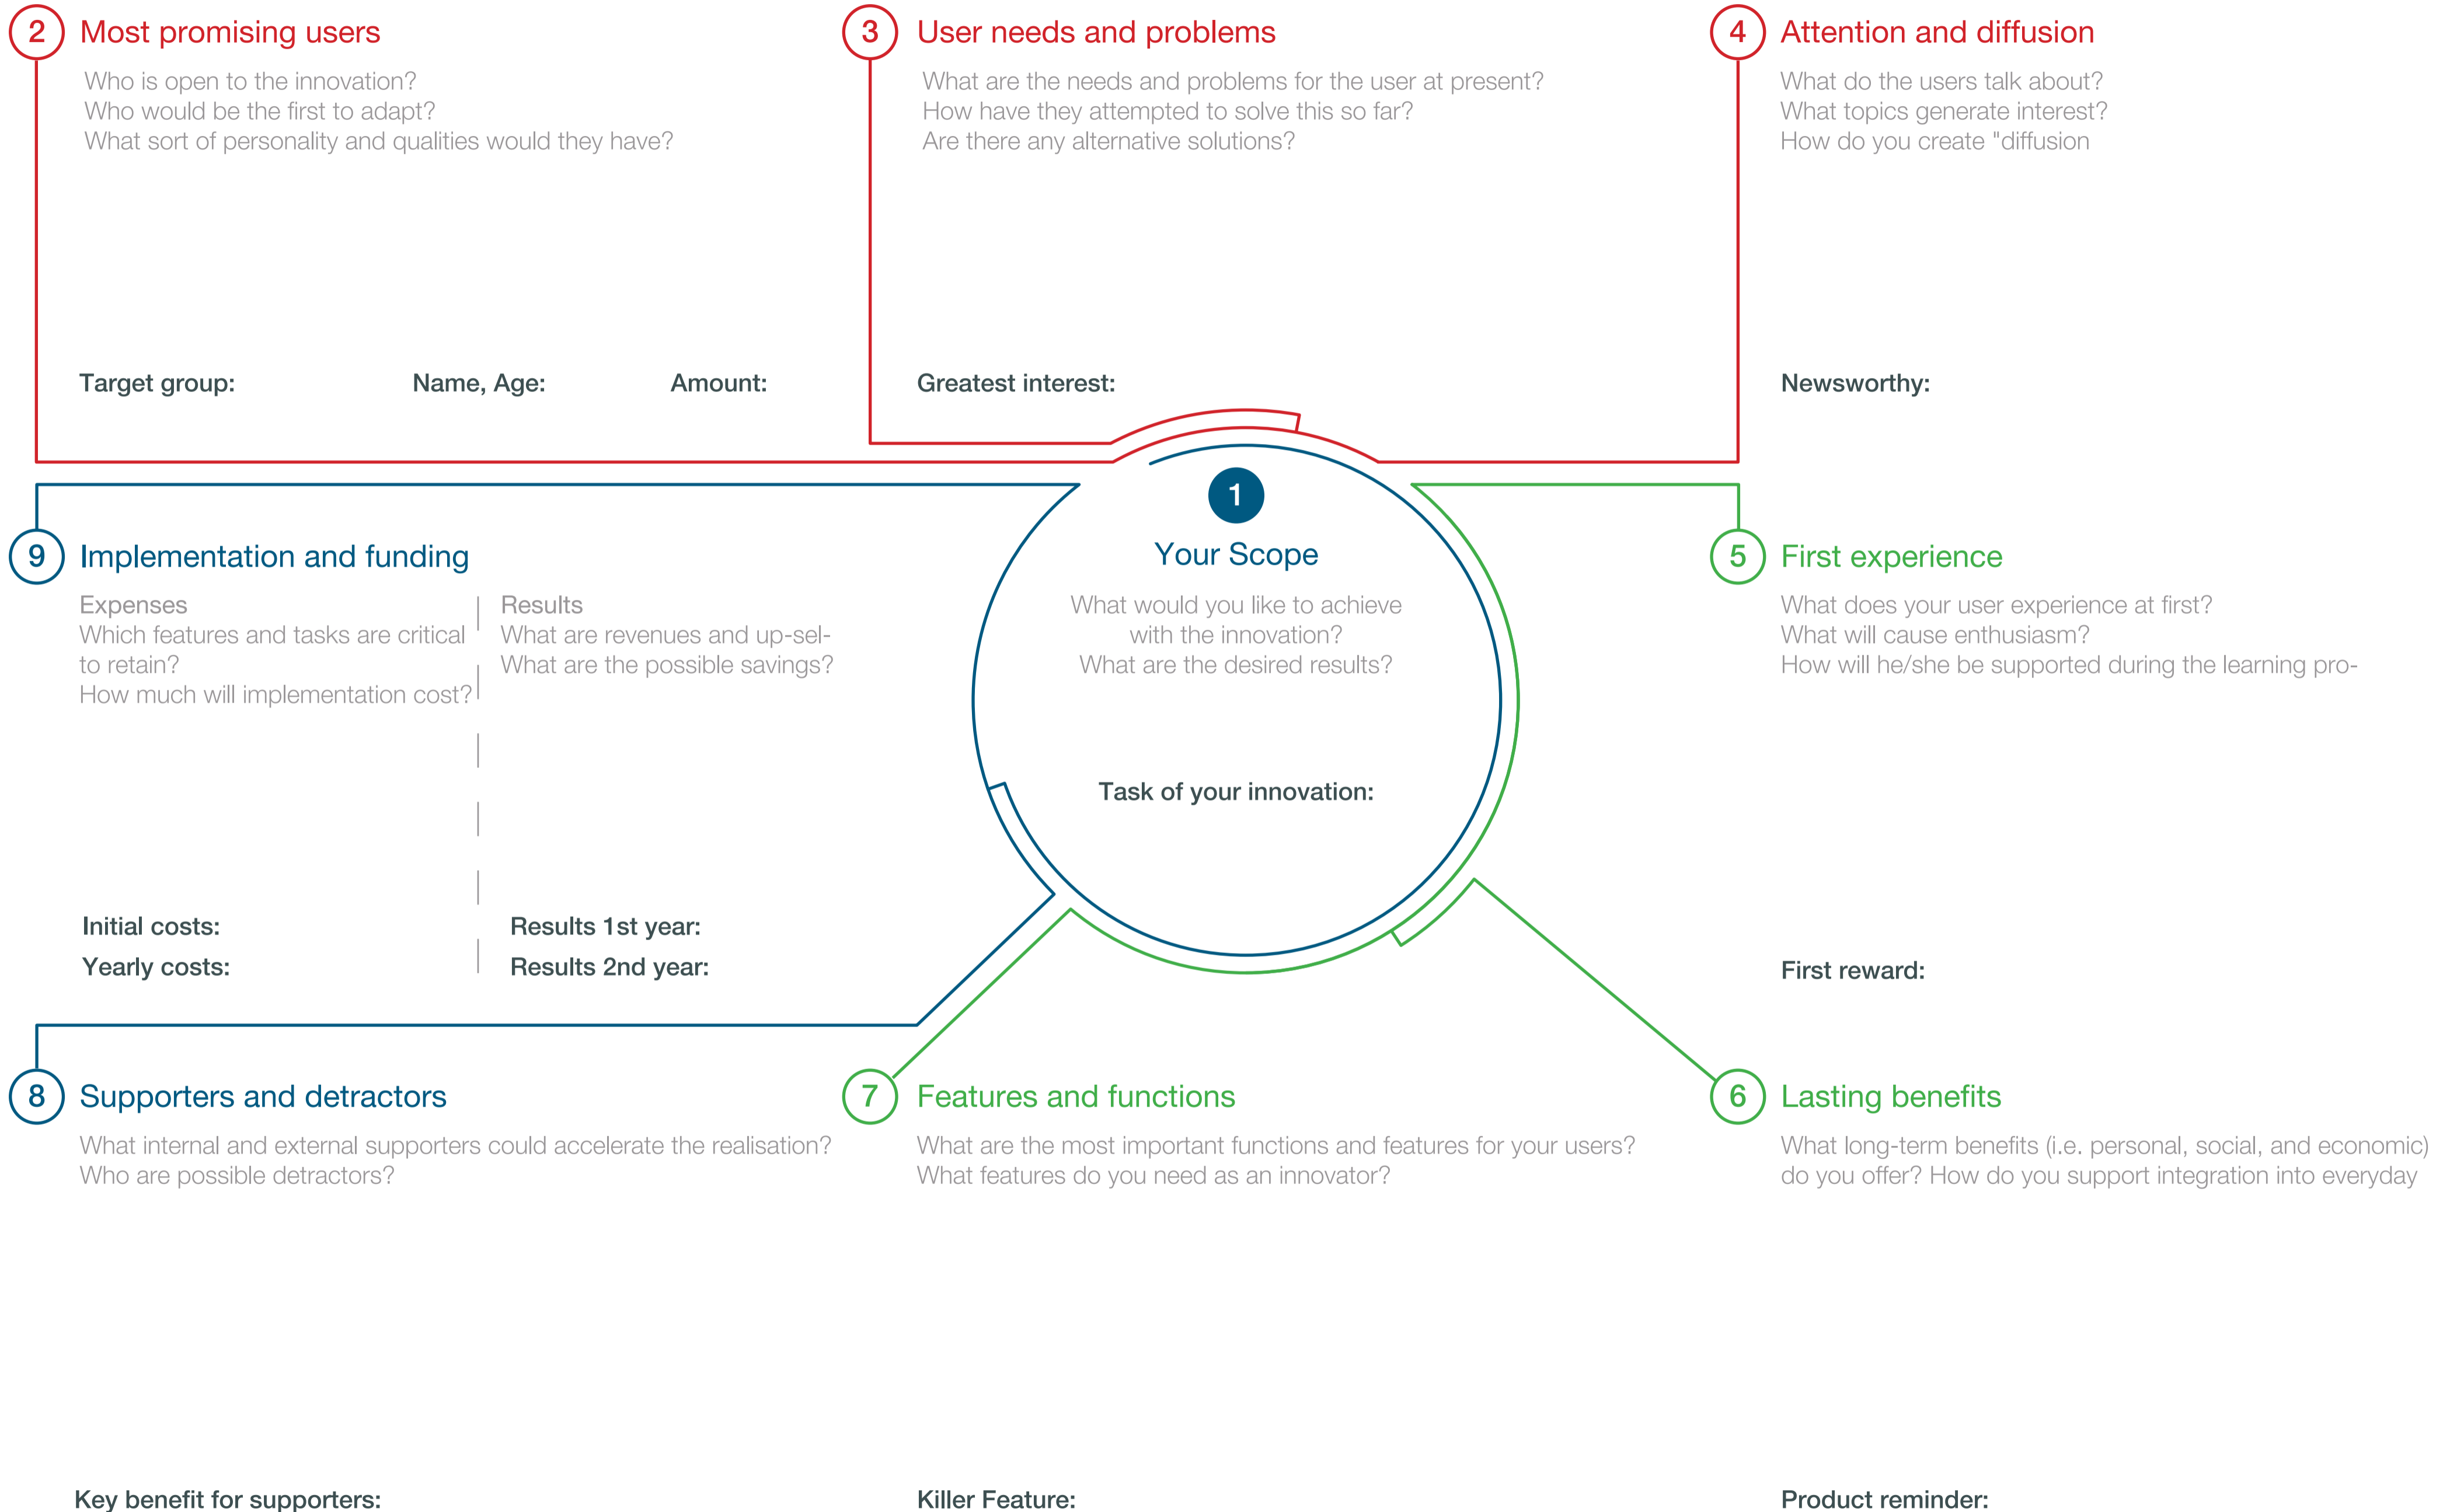 2 Most promising users
Who is open to the innovation?
Who would be the first to adapt?
What sort of personality and qualities would they have?
Target group: Name, Age: Amount:
3 User needs and problems
What are the needs and problems for the user at present?
How have they attempted to solve this so far?
Are there any alternative solutions?
Greatest interest:
4 Attention and diffusion
What do the users talk about?
What topics generate interest?
How do you create "diffusion
Newsworthy:
9 Implementation and funding
Expenses
Which features and tasks are critical
to retain?
How much will implementation cost?
Initial costs:
Yearly costs:
Results
What are revenues and up-sel-
What are the possible savings?
Results 1st year:
Results 2nd year:
1
Your Scope
What would you like to achieve
with the innovation?
What are the desired results?
Task of your innovation:
5 First experience
What does your user experience at first?
What will cause enthusiasm?
How will he/she be supported during the learning pro-
First reward:
8 Supporters and detractors
What internal and external supporters could accelerate the realisation?
Who are possible detractors?
Key benefit for supporters:
7 Features and functions
What are the most important functions and features for your users?
What features do you need as an innovator?
Killer Feature:
6 Lasting benefits
What long-term benefits (i.e. personal, social, and economic)
do you offer? How do you support integration into everyday
Product reminder: